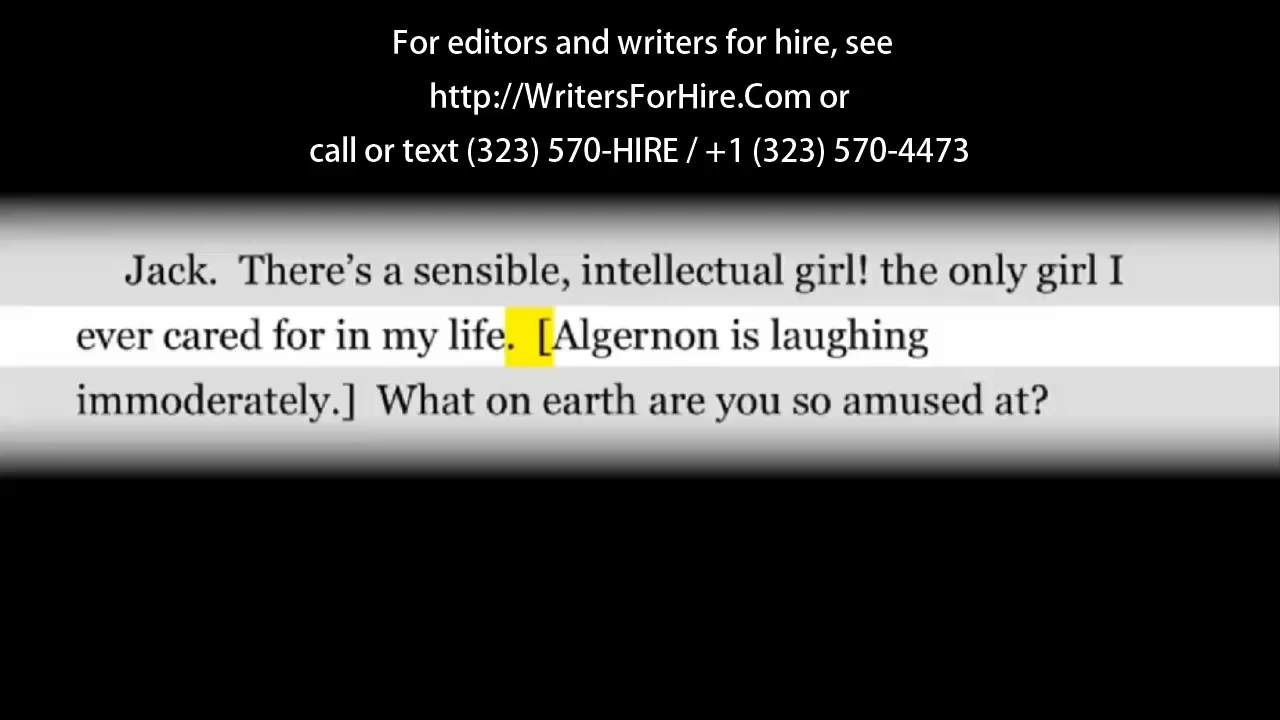 For editors and writers for hire, see
http://WritersForHire.Com or
call or text (323) 570-HIRE / +1 (323) 570-4473
Jack.  There’s a sensible, intellectual girl! the only girl I
ever cared for in my life.  [Algernon is laughing
immoderately.]  What on earth are you so amused at?